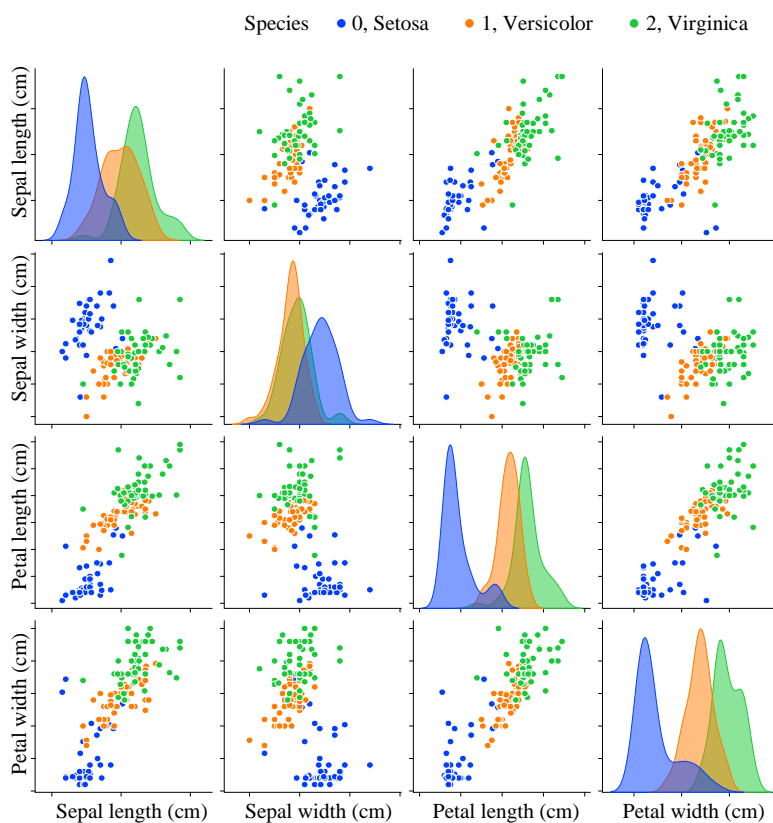 Species 0, Setosa 1, Versicolor 2, Virginica
Sepal length (cm)
Sepal width (cm)
Petal length (cm)
Petal width (cm)
Sepal length (cm) Sepal width (cm) Petal length (cm) Petal width (cm)